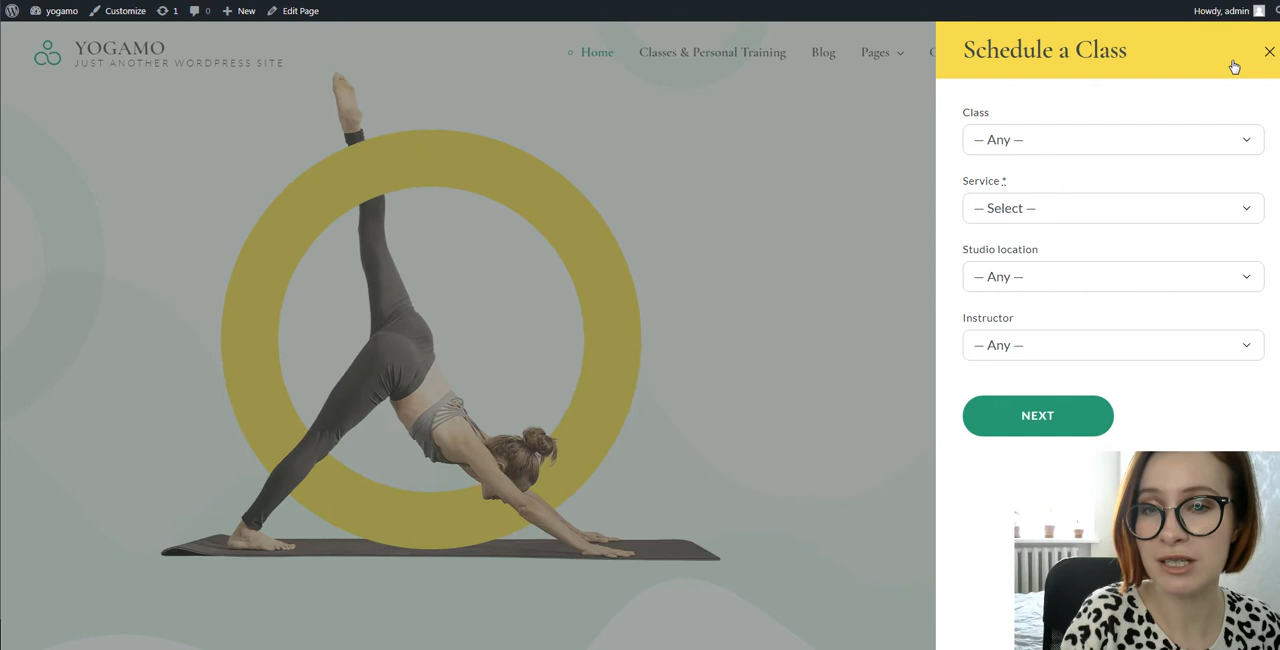 yogamo
Customize
1
0
New
Edit Page
Howdy, admin
YOGAMO
JUST ANOTHER WORDPRESS SITE
Home
Classes & Personal Training
Blog
Pages
Schedule a Class
Class
— Any —
Service *
— Select —
Studio location
— Any —
Instructor
— Any —
NEXT